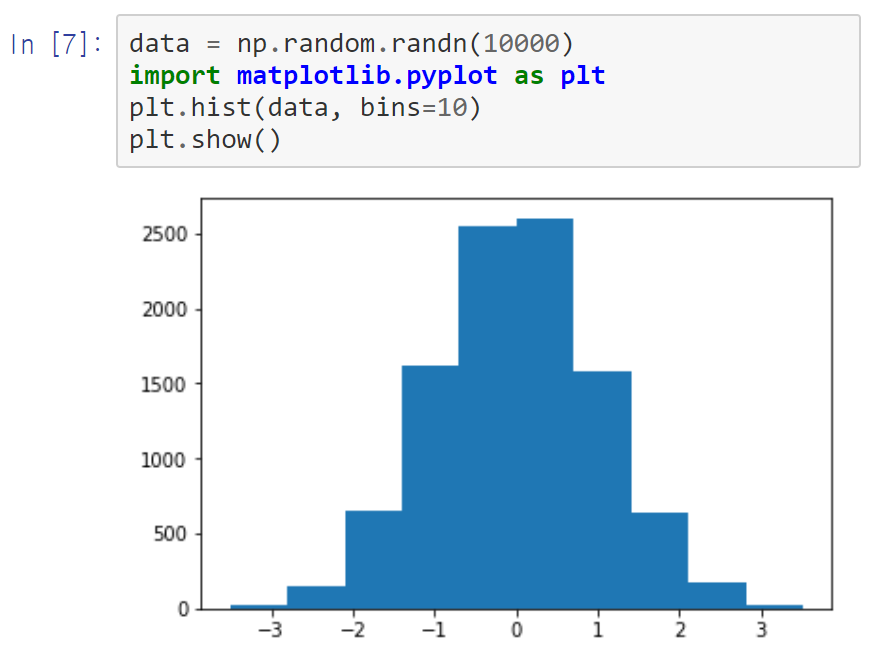 In [7]:
data = np.random.randn(10000)
import matplotlib.pyplot as plt
plt.hist(data, bins=10)
plt.show()
2500
2000
1500
1000
500
0
−3 −2 −1 0 1 2 3